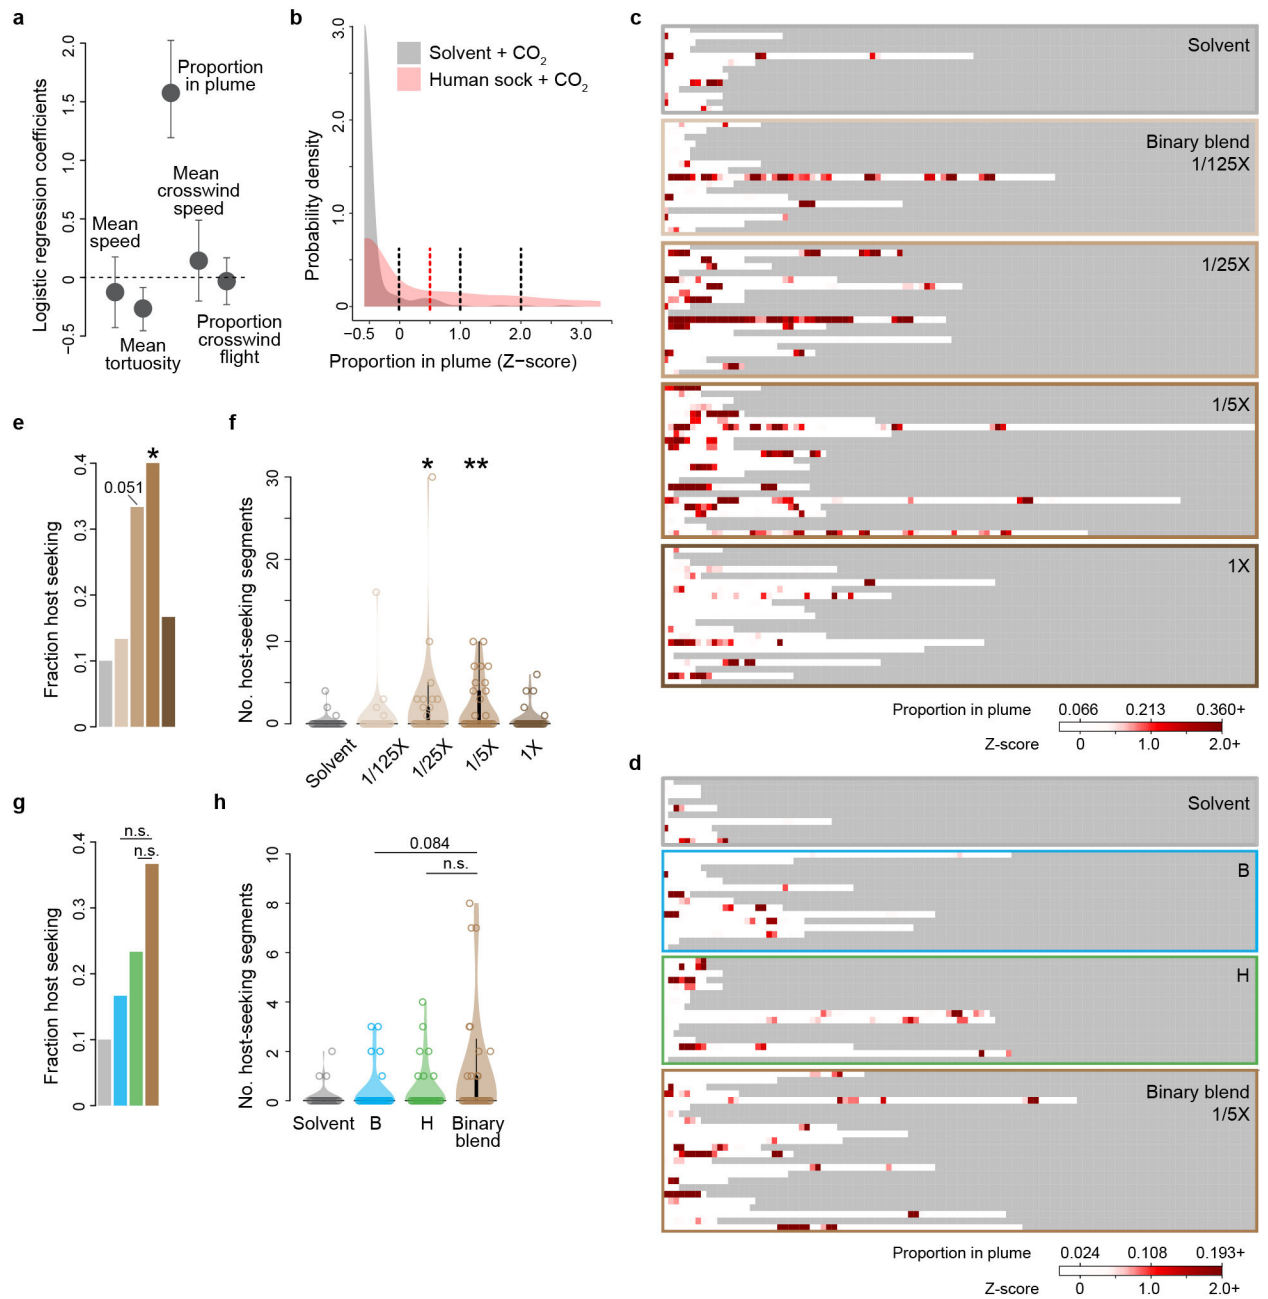 a
2.0
1.5
1.0
0.5
0
−0.5
Logistic regression coefficients
Proportion
in plume
Mean
crosswind
speed
Mean
speed
Mean
tortuosity
Proportion
crosswind
flight
b
3.0
2.0
1.0
0
Probability density
Solvent + CO2
Human sock + CO2
−0.5 0 1.0 2.0 3.0
Proportion in plume (Z−score)
c
Solvent
Binary blend
1/125X
1/25X
1/5X
1X
Proportion in plume 0.066 0.213 0.360+
Z-score 0 1.0 2.0+
e
0.4
0.3
0.2
0.1
0
Fraction host seeking
0.051
*
f
30
20
10
0
No. host-seeking segments
* **
Solvent 1/125X 1/25X 1/5X 1X
d
Solvent
B
H
Binary blend
1/5X
Proportion in plume 0.024 0.108 0.193+
Z-score 0 1.0 2.0+
g
0.4
0.3
0.2
0.1
0
Fraction host seeking
n.s.
n.s.
h
10
8
6
4
2
0
No. host-seeking segments
0.084
n.s.
Solvent B H Binary
blend